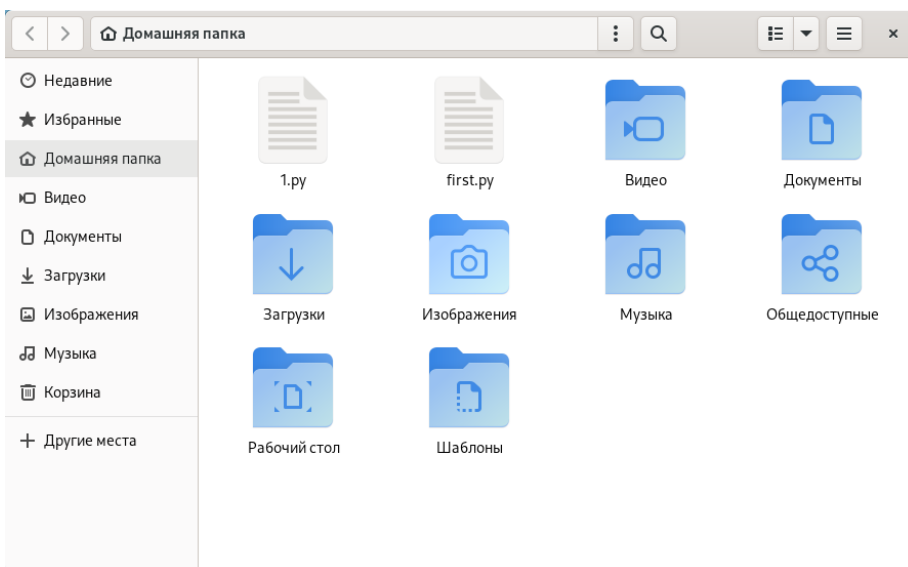 Домашняя папка
Недавние
Избранные
Домашняя папка
Видео
Документы
Загрузки
Изображения
Музыка
Корзина
Другие места
1.py first.py Видео Документы
Загрузки Изображения Музыка Общедоступные
Рабочий стол Шаблоны